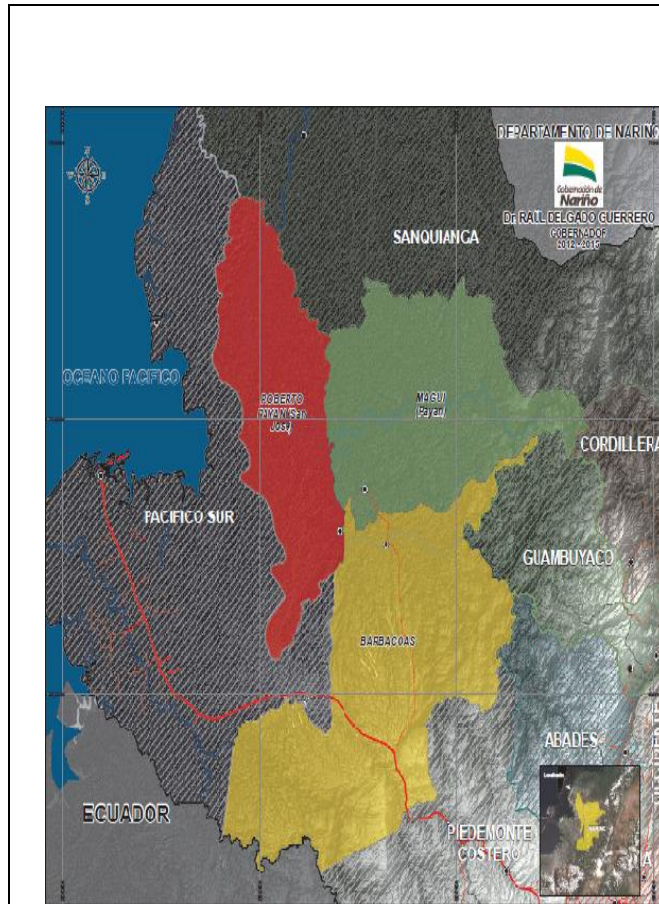 DEPARTAMENTO DE NARIÑO
Gobernación de
Nariño
Dr. RAUL DELGADO GUERRERO
GOBERNADOR
2012 - 2015
SANQUIANGA
OCEANO PACIFICO
ROBERTO
PAYAN (San
José)
MAGUI
(Payan)
CORDILLERA
PACIFICO SUR
GUAMBUYACO
BARBACOAS
ABADES
ECUADOR
PIEDEMONTE
COSTERO